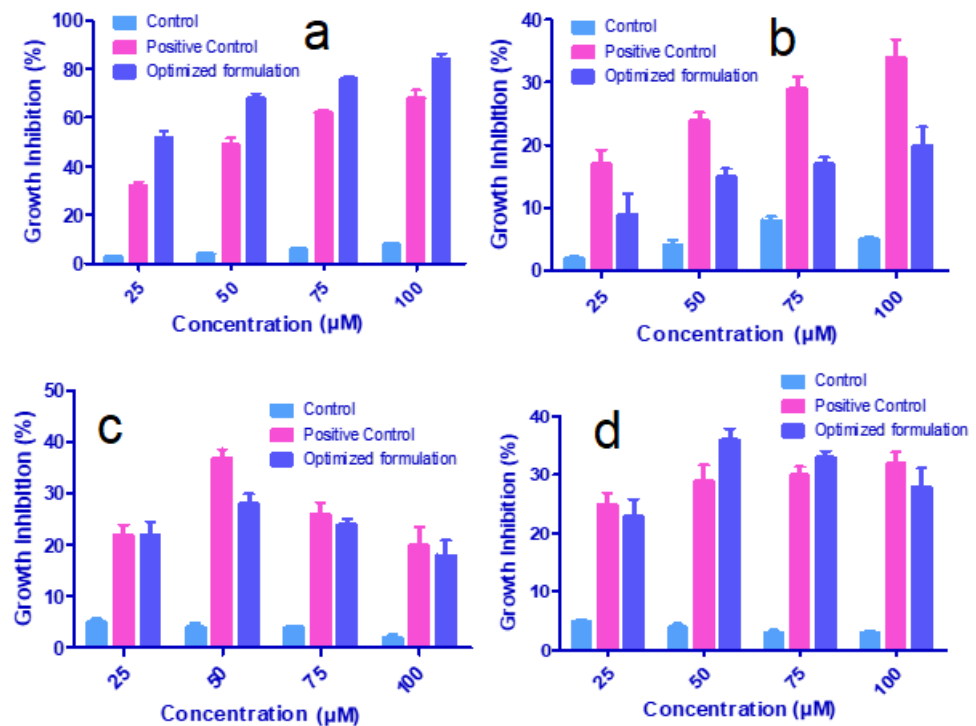 Control
Positive Control
Optimized formulation
a
Growth Inhibition (%)
100
80
60
40
20
0
25
50
75
100
Concentration (µM)
Control
Positive Control
Optimized formulation
b
Growth Inhibition (%)
40
30
20
10
0
25
50
75
100
Concentration (µM)
Control
Positive Control
Optimized formulation
c
Growth Inhibition (%)
50
40
30
20
10
0
25
50
75
100
Concentration (µM)
Control
Positive Control
Optimized formulation
d
Growth Inhibition (%)
40
30
20
10
0
25
50
75
100
Concentration (µM)